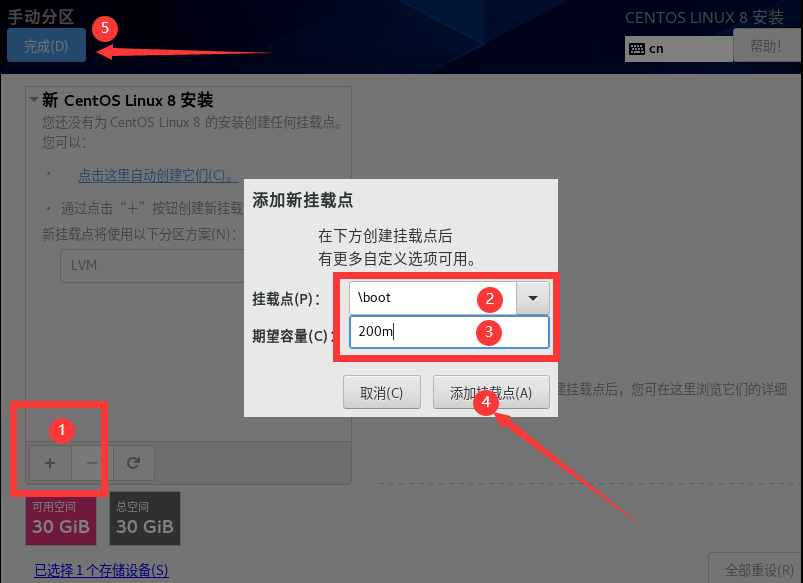 手动分区
CENTOS LINUX 8 安装
5
完成(D)
cn
帮助！
新 CentOS Linux 8 安装
您还没有为 CentOS Linux 8 的安装创建任何挂载点。
您可以：
· 点击这里自动创建它们(C)。
· 通过点击“+”按钮创建新挂载
新挂载点将使用以下分区方案(N)：
LVM
添加新挂载点
在下方创建挂载点后
有更多自定义选项可用。
挂载点(P)：
\boot
2
期望容量(C)：
200m
3
取消(C)
添加挂载点(A)
4
建挂载点后，您可在这里浏览它们的详细
1
+
−
可用空间
30 GiB
总空间
30 GiB
已选择 1 个存储设备(S)
全部重设(R)